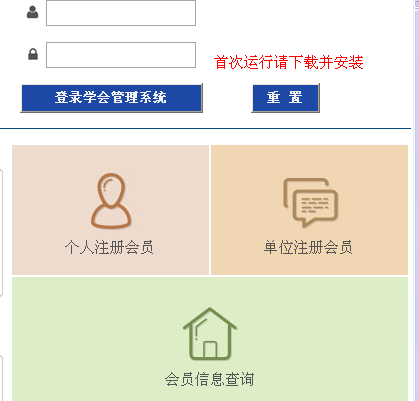 首次运行请下载并安装
登录学会管理系统
重 置
个人注册会员
单位注册会员
会员信息查询